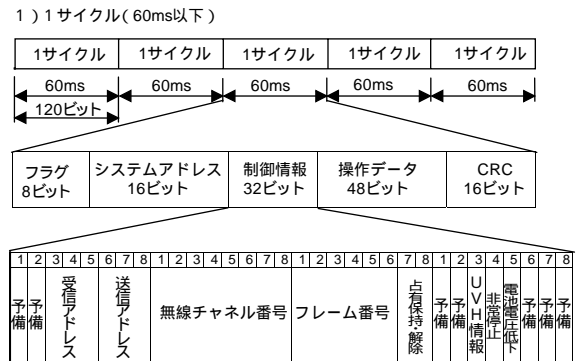 1)1サイクル(60ms以下)
1サイクル 1サイクル 1サイクル 1サイクル 1サイクル
60ms 60ms 60ms 60ms 60ms
120ビット
フラグ システムアドレス 制御情報 操作データ CRC
8ビット 16ビット 32ビット 48ビット 16ビット
1 2 3 4 5 6 7 8 1 2 3 4 5 6 7 8 1 2 3 4 5 6 7 8 1 2 3 4 5 6 7 8
予備
予備
受信アドレス
送信アドレス
無線チャネル番号
フレーム番号
占有保持・解除
予備
予備
UVH情報
非常停止
電池電圧低下
予備
予備
予備